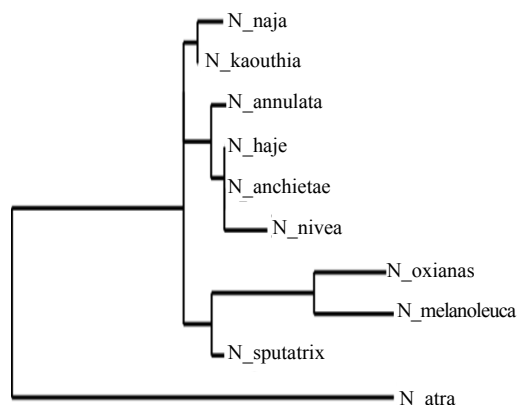 N_naja
N_kaouthia
N_annulata
N_haje
N_anchietae
N_nivea
N_oxianas
N_melanoleuca
N_sputatrix
N_atra